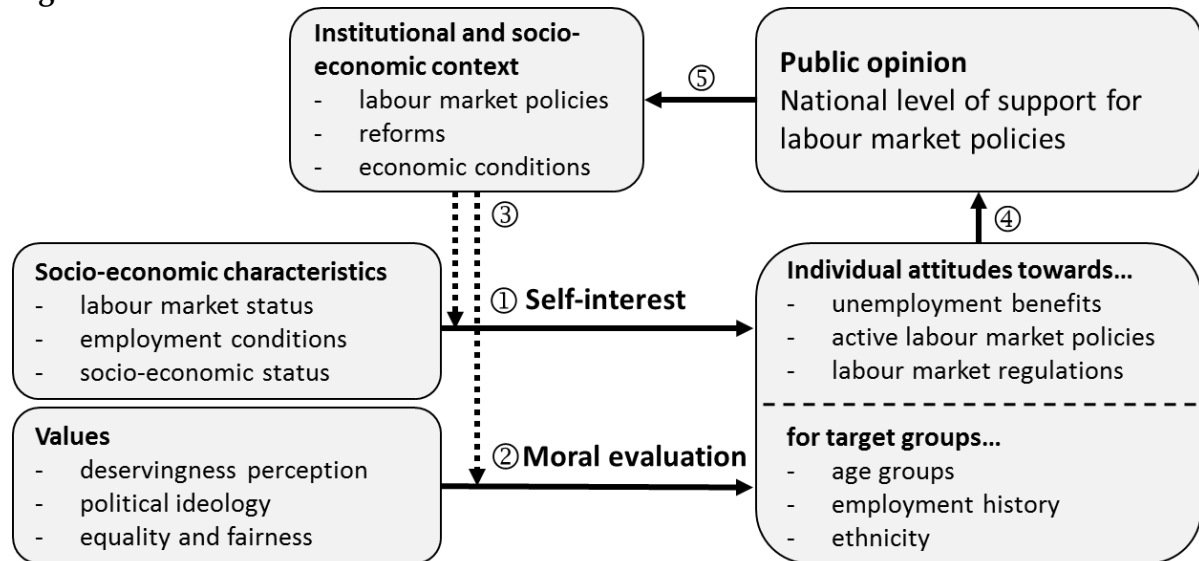 Institutional and socio-
economic context
- labour market policies
- reforms
- economic conditions
⑤
Public opinion
National level of support for
labour market policies
③
④
Socio-economic characteristics
- labour market status
- employment conditions
- socio-economic status
① Self-interest
Individual attitudes towards...
- unemployment benefits
- active labour market policies
- labour market regulations
Values
- deservingness perception
- political ideology
- equality and fairness
② Moral evaluation
for target groups...
- age groups
- employment history
- ethnicity